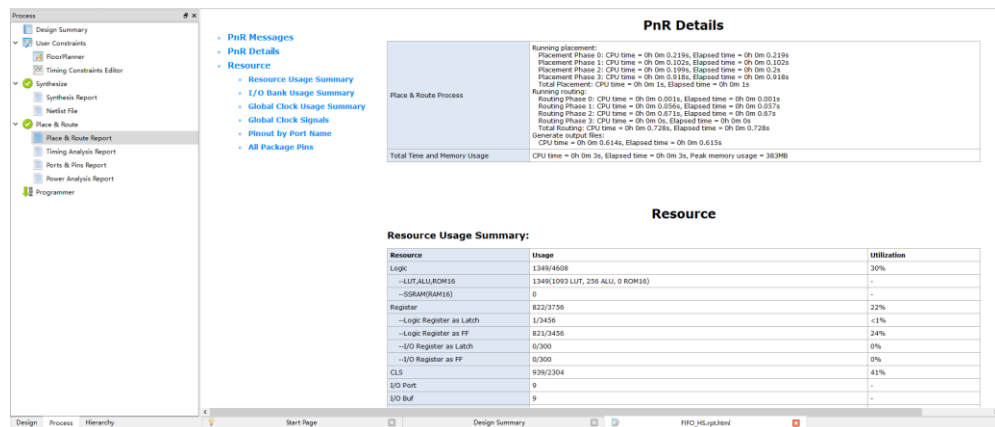 Process
Design Summary
User Constraints
FloorPlanner
Timing Constraints Editor
Synthesize
Synthesis Report
Netlist File
Place & Route
Place & Route Report
Timing Analysis Report
Ports & Pins Report
Power Analysis Report
Programmer
PnR Messages
PnR Details
Resource
Resource Usage Summary
I/O Bank Usage Summary
Global Clock Usage Summary
Global Clock Signals
Pinout by Port Name
All Package Pins
PnR Details
Place & Route Process
Running placement:
Placement Phase 0: CPU time = 0h 0m 0.219s, Elapsed time = 0h 0m 0.219s
Placement Phase 1: CPU time = 0h 0m 0.102s, Elapsed time = 0h 0m 0.102s
Placement Phase 2: CPU time = 0h 0m 0.199s, Elapsed time = 0h 0m 0.2s
Placement Phase 3: CPU time = 0h 0m 0.918s, Elapsed time = 0h 0m 0.918s
Total Placement: CPU time = 0h 0m 1s, Elapsed time = 0h 0m 1s
Running routing:
Routing Phase 0: CPU time = 0h 0m 0.001s, Elapsed time = 0h 0m 0.001s
Routing Phase 1: CPU time = 0h 0m 0.056s, Elapsed time = 0h 0m 0.057s
Routing Phase 2: CPU time = 0h 0m 0.671s, Elapsed time = 0h 0m 0.67s
Routing Phase 3: CPU time = 0h 0m 0s, Elapsed time = 0h 0m 0s
Total Routing: CPU time = 0h 0m 0.728s, Elapsed time = 0h 0m 0.728s
Generate output files:
CPU time = 0h 0m 0.614s, Elapsed time = 0h 0m 0.615s
Total Time and Memory Usage CPU time = 0h 0m 3s, Elapsed time = 0h 0m 3s, Peak memory usage = 383MB
Resource
Resource Usage Summary:
Resource Usage Utilization
Logic 1349/4608 30%
--LUT,ALU,ROM16 1349(1093 LUT, 256 ALU, 0 ROM16) -
--SSRAM(RAM16) 0 -
Register 822/3756 22%
--Logic Register as Latch 1/3456 <1%
--Logic Register as FF 821/3456 24%
--I/O Register as Latch 0/300 0%
--I/O Register as FF 0/300 0%
CLS 939/2304 41%
I/O Port 9 -
I/O Buf 9 -
Design Process Hierarchy Start Page Design Summary FIFO_HS.rpt.html